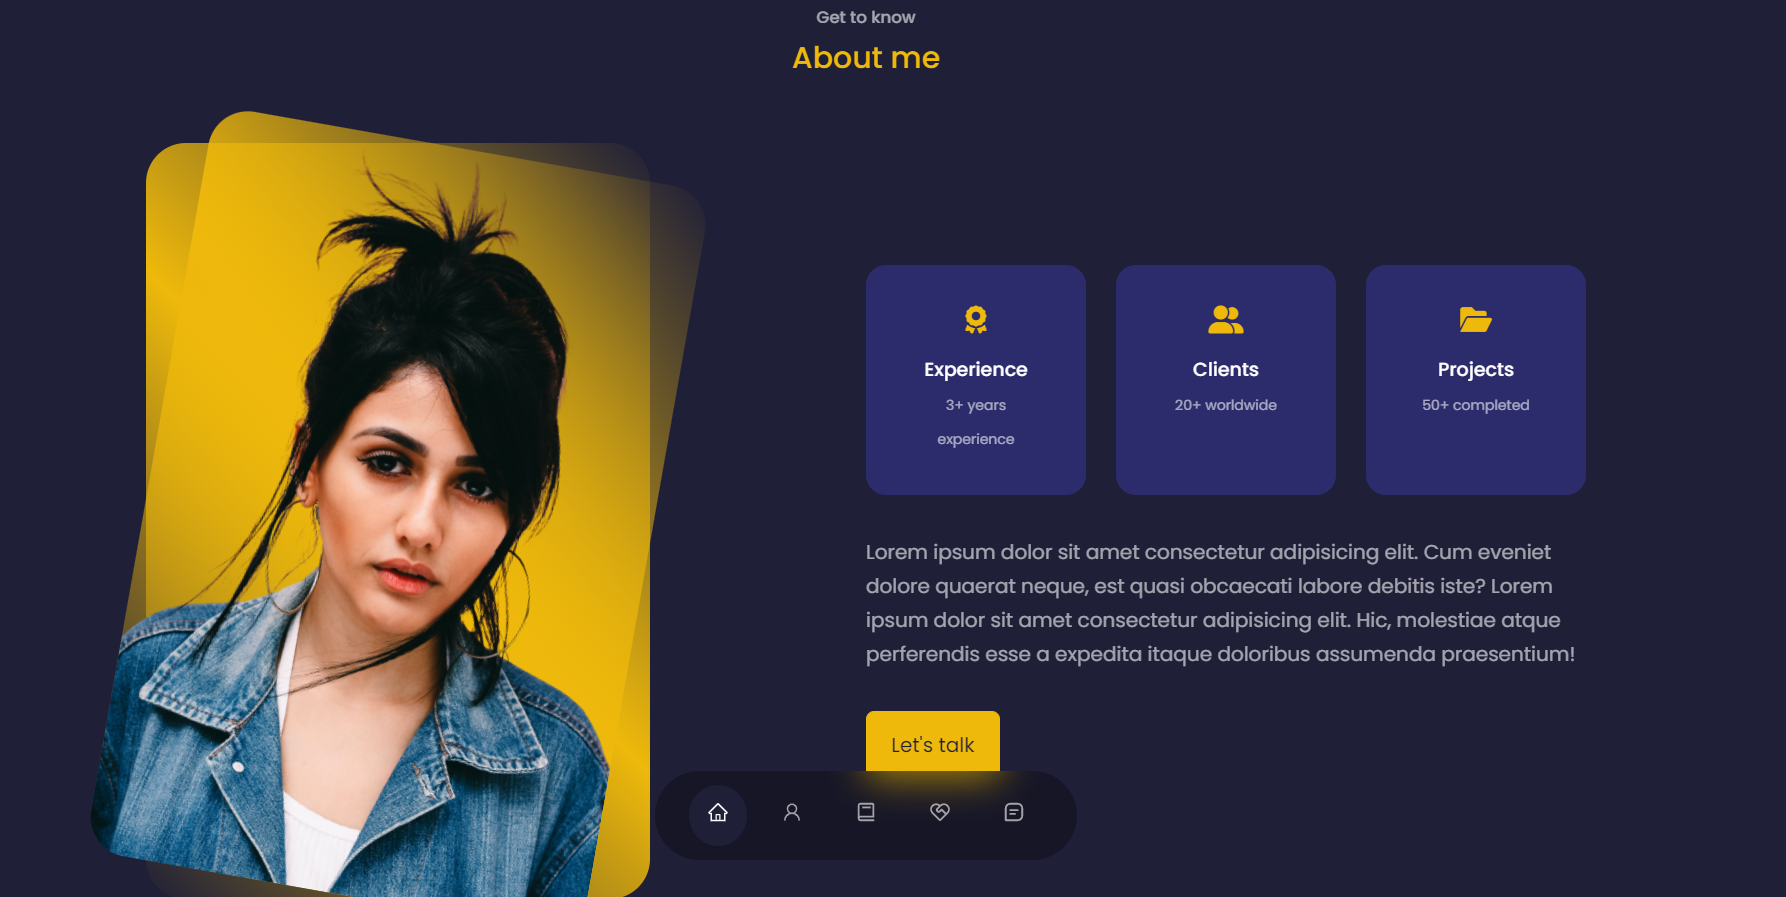 Get to know
About me
Experience
3+ years
experience
Clients
20+ worldwide
Projects
50+ completed
Lorem ipsum dolor sit amet consectetur adipisicing elit. Cum eveniet
dolore quaerat neque, est quasi obcaecati labore debitis iste? Lorem
ipsum dolor sit amet consectetur adipisicing elit. Hic, molestiae atque
perferendis esse a expedita itaque doloribus assumenda praesentium!
Let's talk